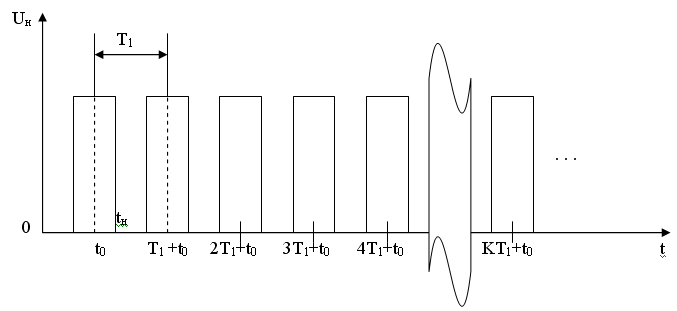 Uн
T1
0
tн
t0 T1+t0 2T1+t0 3T1+t0 4T1+t0 KT1+t0 t
. . .